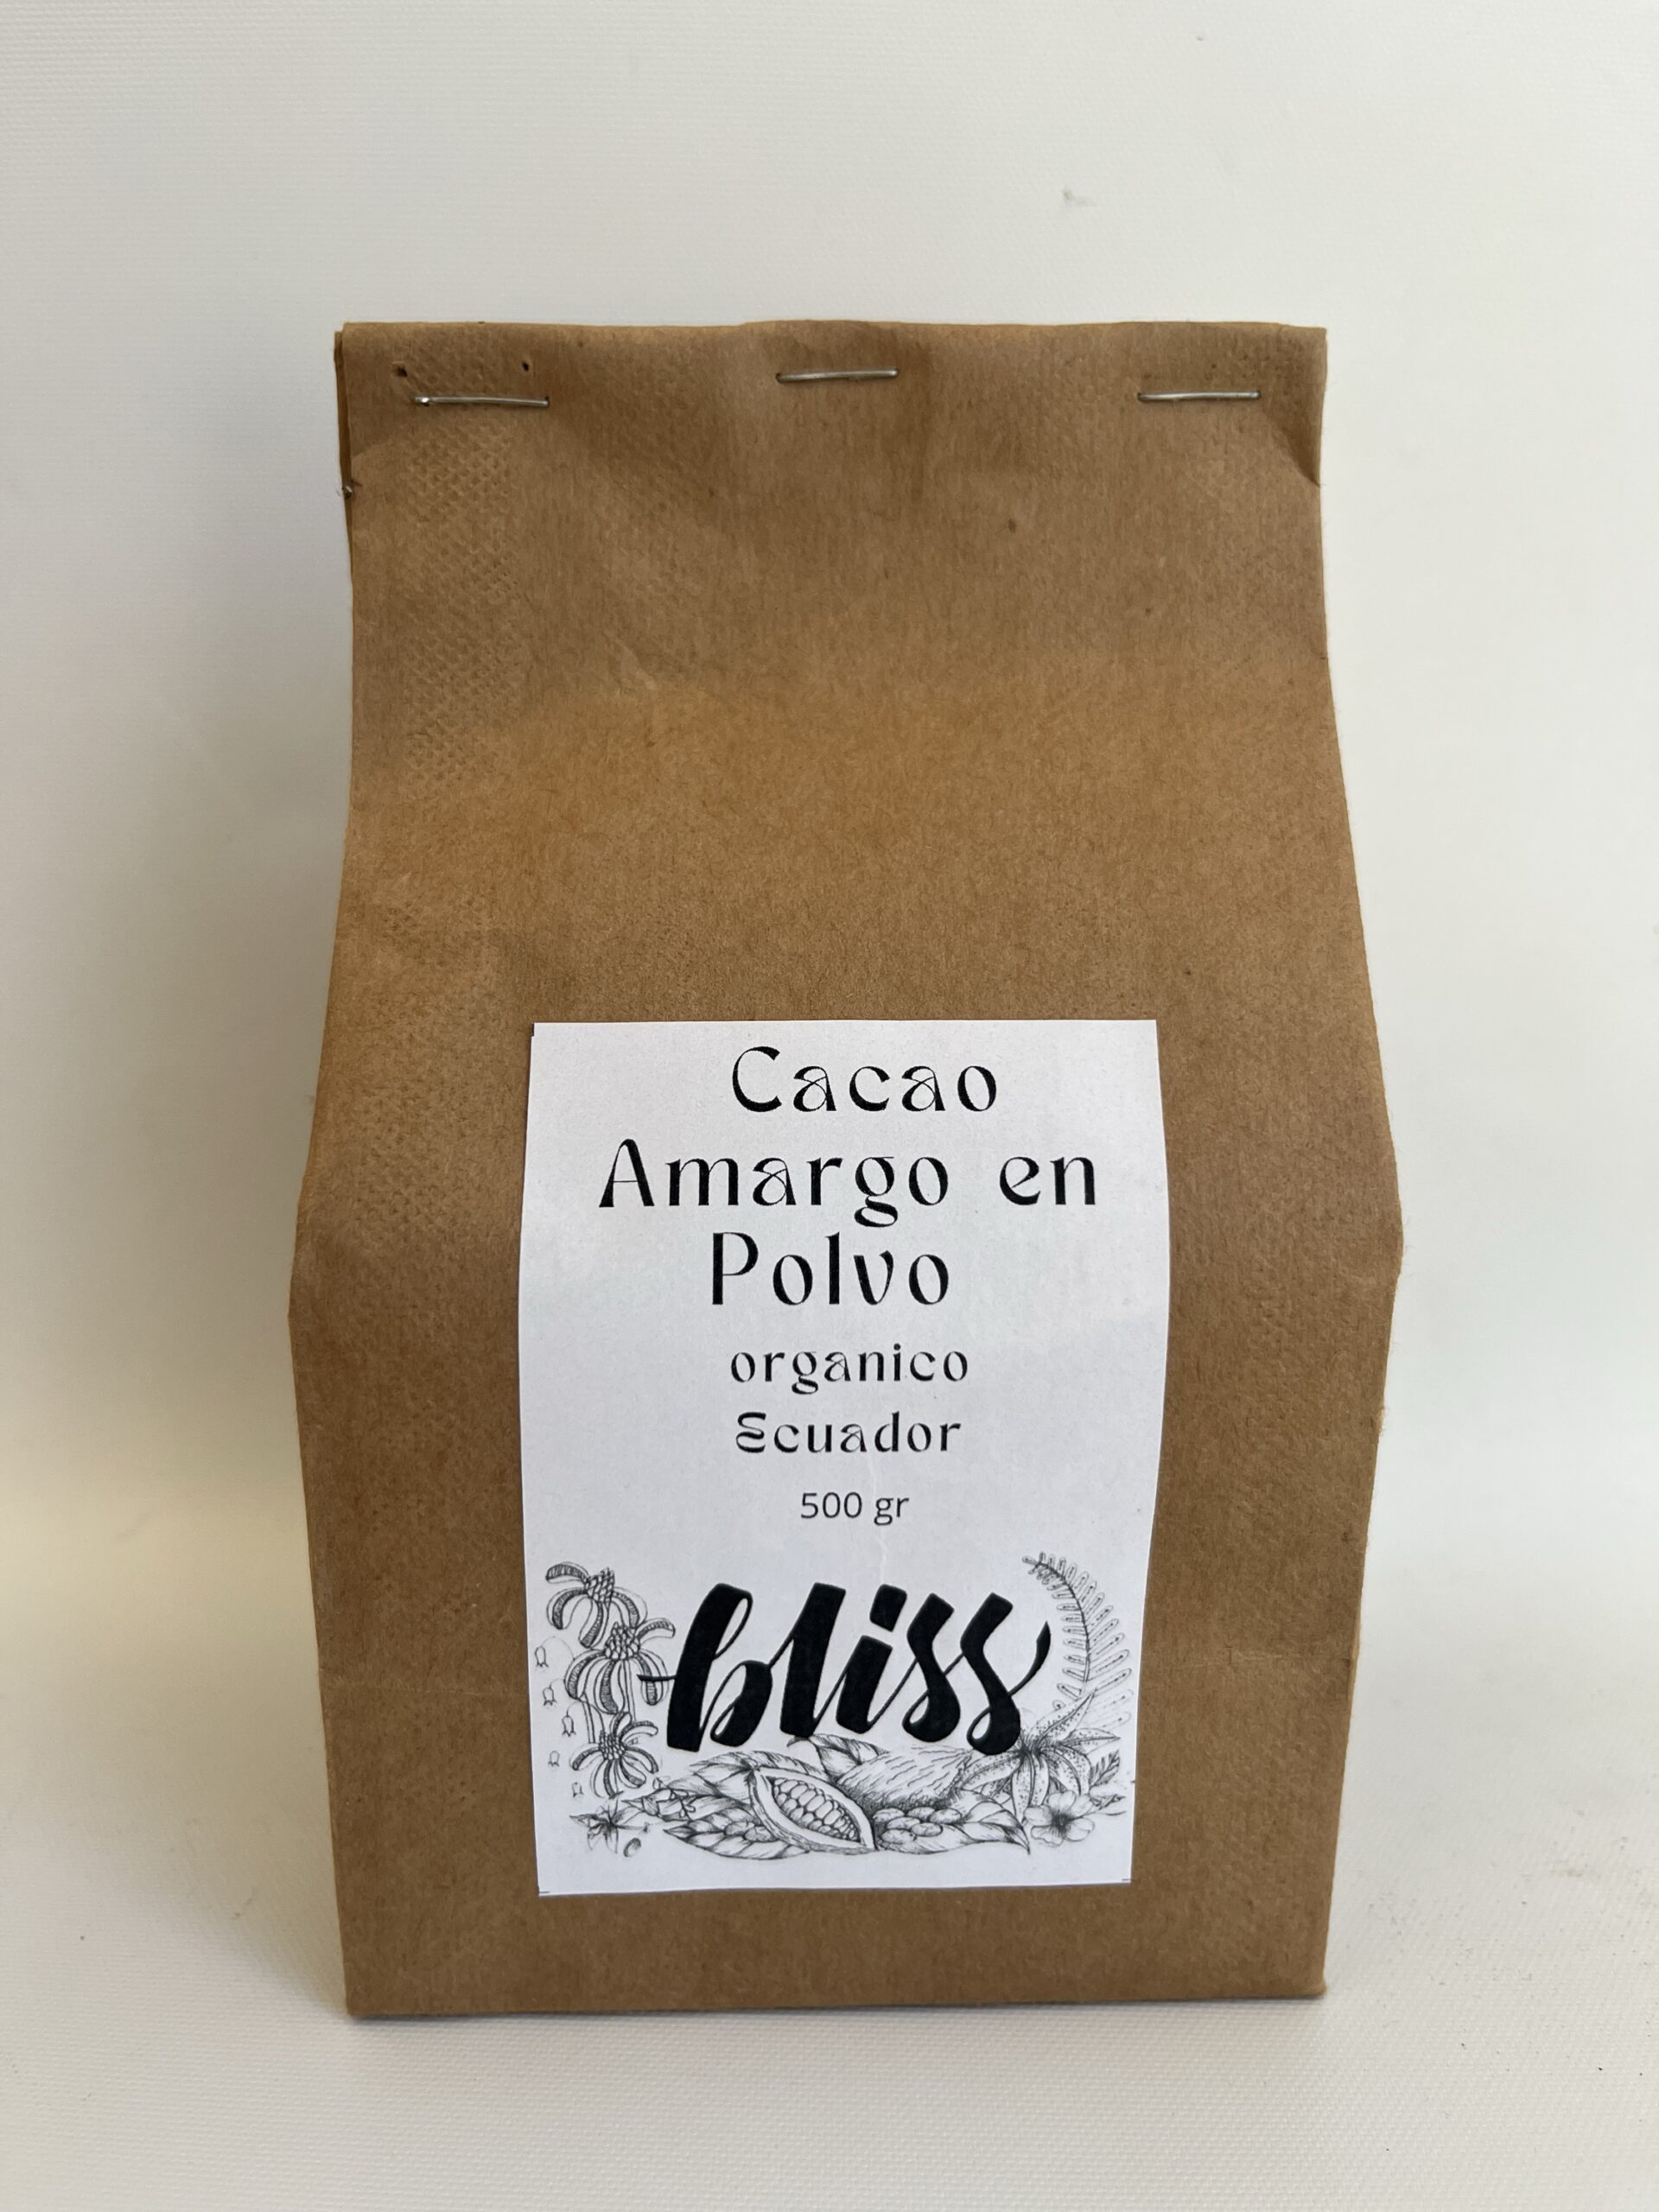 Cacao
Amargo en
Polvo
organico
Ecuador
500 gr
bliss